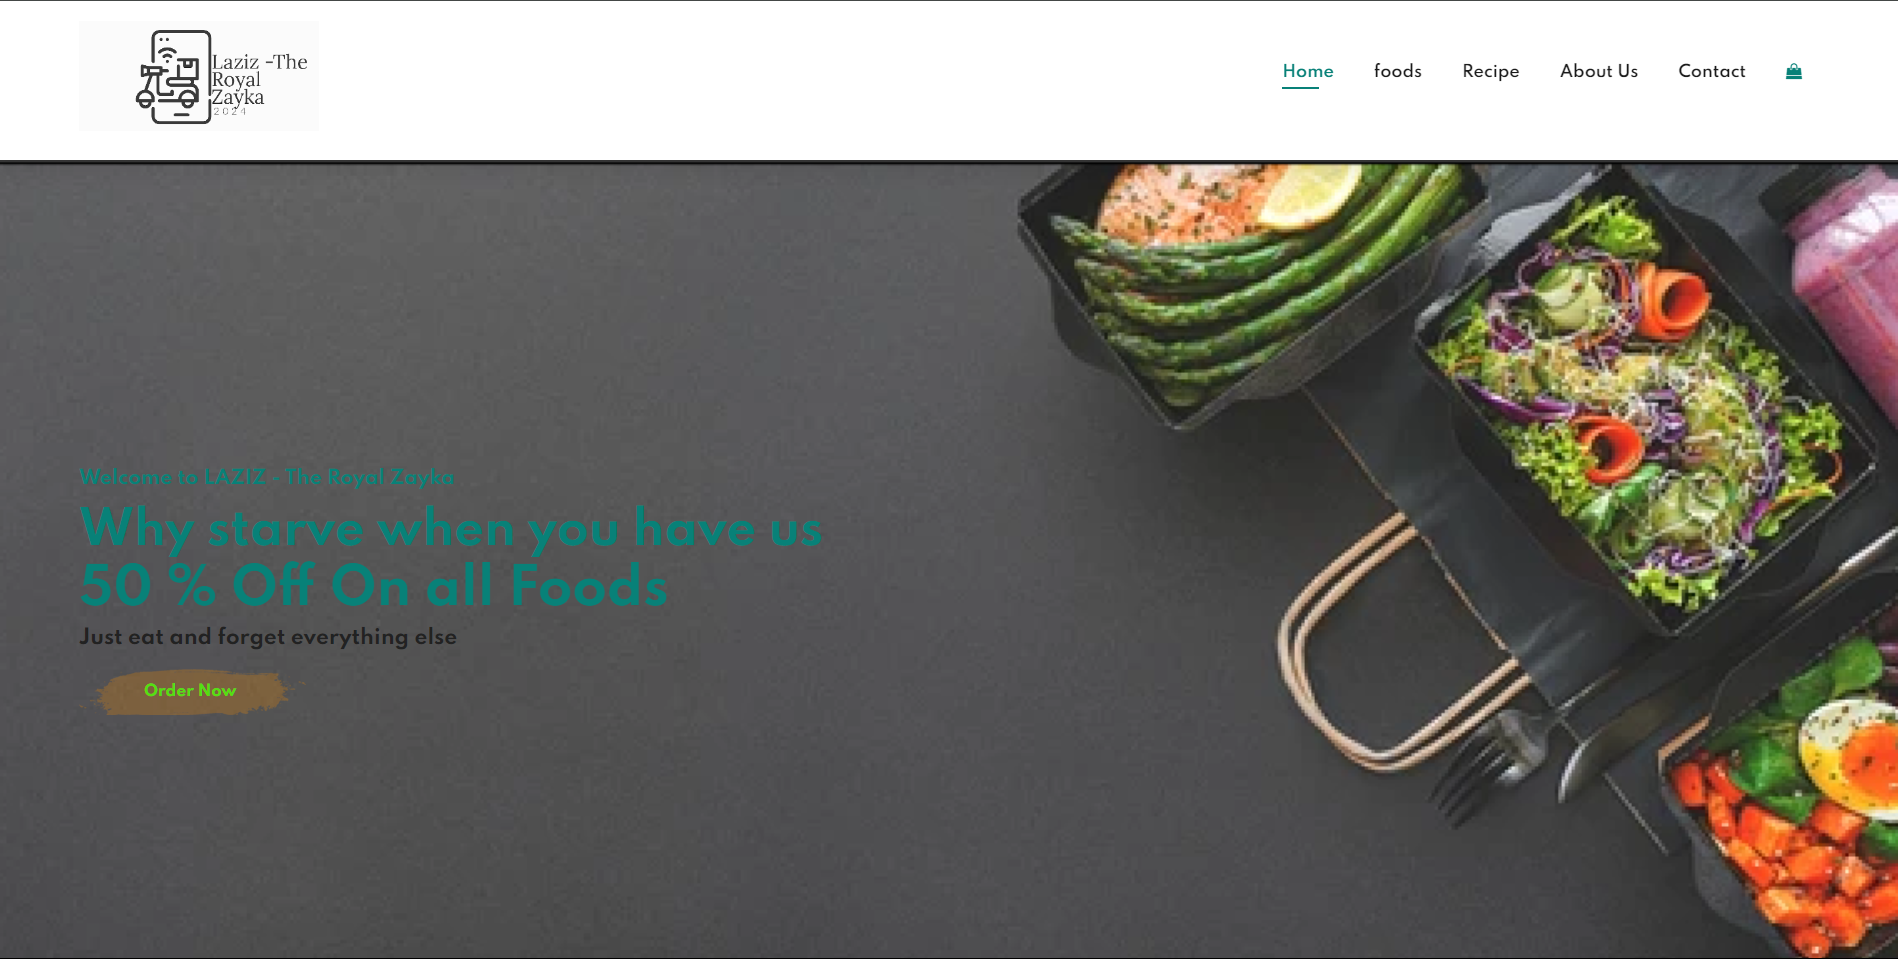 Laziz -The
Royal
Zayka
2024
Home foods Recipe About Us Contact
Welcome to LAZIZ - The Royal Zayka
Why starve when you have us
50 % Off On all Foods
Just eat and forget everything else
Order Now